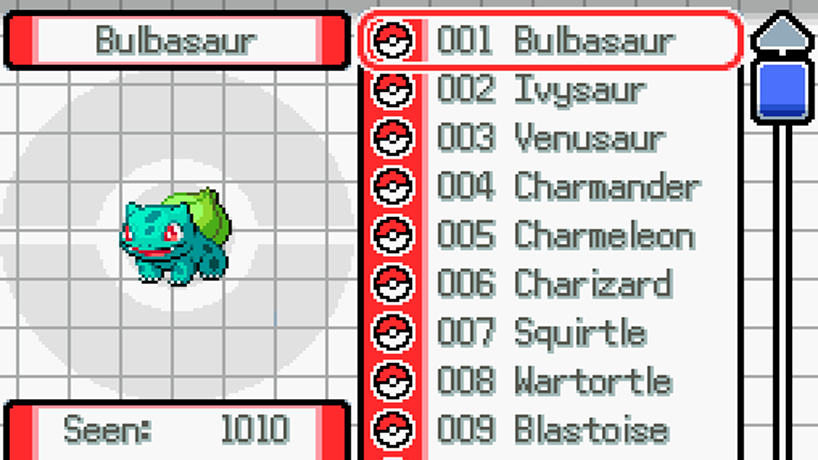 Bulbasaur
Seen: 1010
001 Bulbasaur
002 Ivysaur
003 Venusaur
004 Charmander
005 Charmeleon
006 Charizard
007 Squirtle
008 Wartortle
009 Blastoise